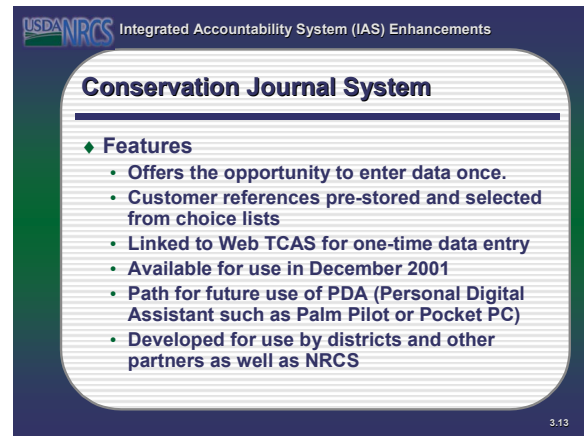 USDA NRCS Integrated Accountability System (IAS) Enhancements
Conservation Journal System
♦ Features
• Offers the opportunity to enter data once.
• Customer references pre-stored and selected
from choice lists
• Linked to Web TCAS for one-time data entry
• Available for use in December 2001
• Path for future use of PDA (Personal Digital
Assistant such as Palm Pilot or Pocket PC)
• Developed for use by districts and other
partners as well as NRCS
3.13